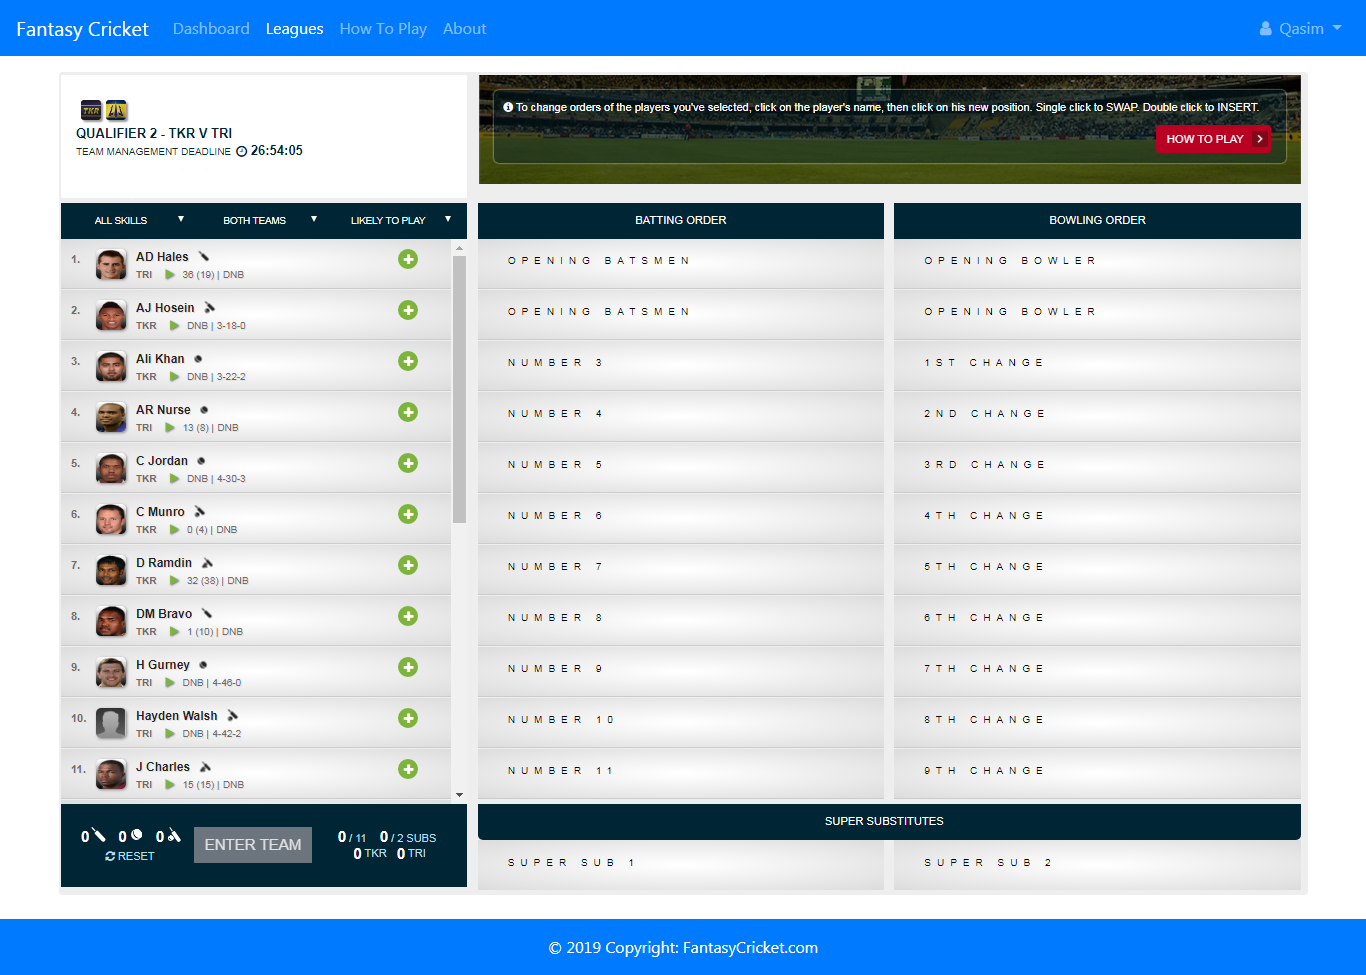 Fantasy Cricket Dashboard Leagues How To Play About Qasim
TKR
QUALIFIER 2 - TKR V TRI
TEAM MANAGEMENT DEADLINE 26:54:05
To change orders of the players you've selected, click on the player's name, then click on his new position. Single click to SWAP. Double click to INSERT.
HOW TO PLAY
ALL SKILLS BOTH TEAMS LIKELY TO PLAY
1. AD Hales
TRI 36 (19) | DNB
2. AJ Hosein
TKR DNB | 3-18-0
3. Ali Khan
TKR DNB | 3-22-2
4. AR Nurse
TRI 13 (8) | DNB
5. C Jordan
TKR DNB | 4-30-3
6. C Munro
TKR 0 (4) | DNB
7. D Ramdin
TKR 32 (38) | DNB
8. DM Bravo
TKR 1 (10) | DNB
9. H Gurney
TRI DNB | 4-46-0
10. Hayden Walsh
TRI DNB | 4-42-2
11. J Charles
TRI 15 (15) | DNB
0 0 0
RESET
ENTER TEAM
0 / 11 0 / 2 SUBS
0 TKR 0 TRI
BATTING ORDER
OPENING BATSMEN
OPENING BATSMEN
NUMBER 3
NUMBER 4
NUMBER 5
NUMBER 6
NUMBER 7
NUMBER 8
NUMBER 9
NUMBER 10
NUMBER 11
BOWLING ORDER
OPENING BOWLER
OPENING BOWLER
1ST CHANGE
2ND CHANGE
3RD CHANGE
4TH CHANGE
5TH CHANGE
6TH CHANGE
7TH CHANGE
8TH CHANGE
9TH CHANGE
SUPER SUBSTITUTES
SUPER SUB 1
SUPER SUB 2
© 2019 Copyright: FantasyCricket.com